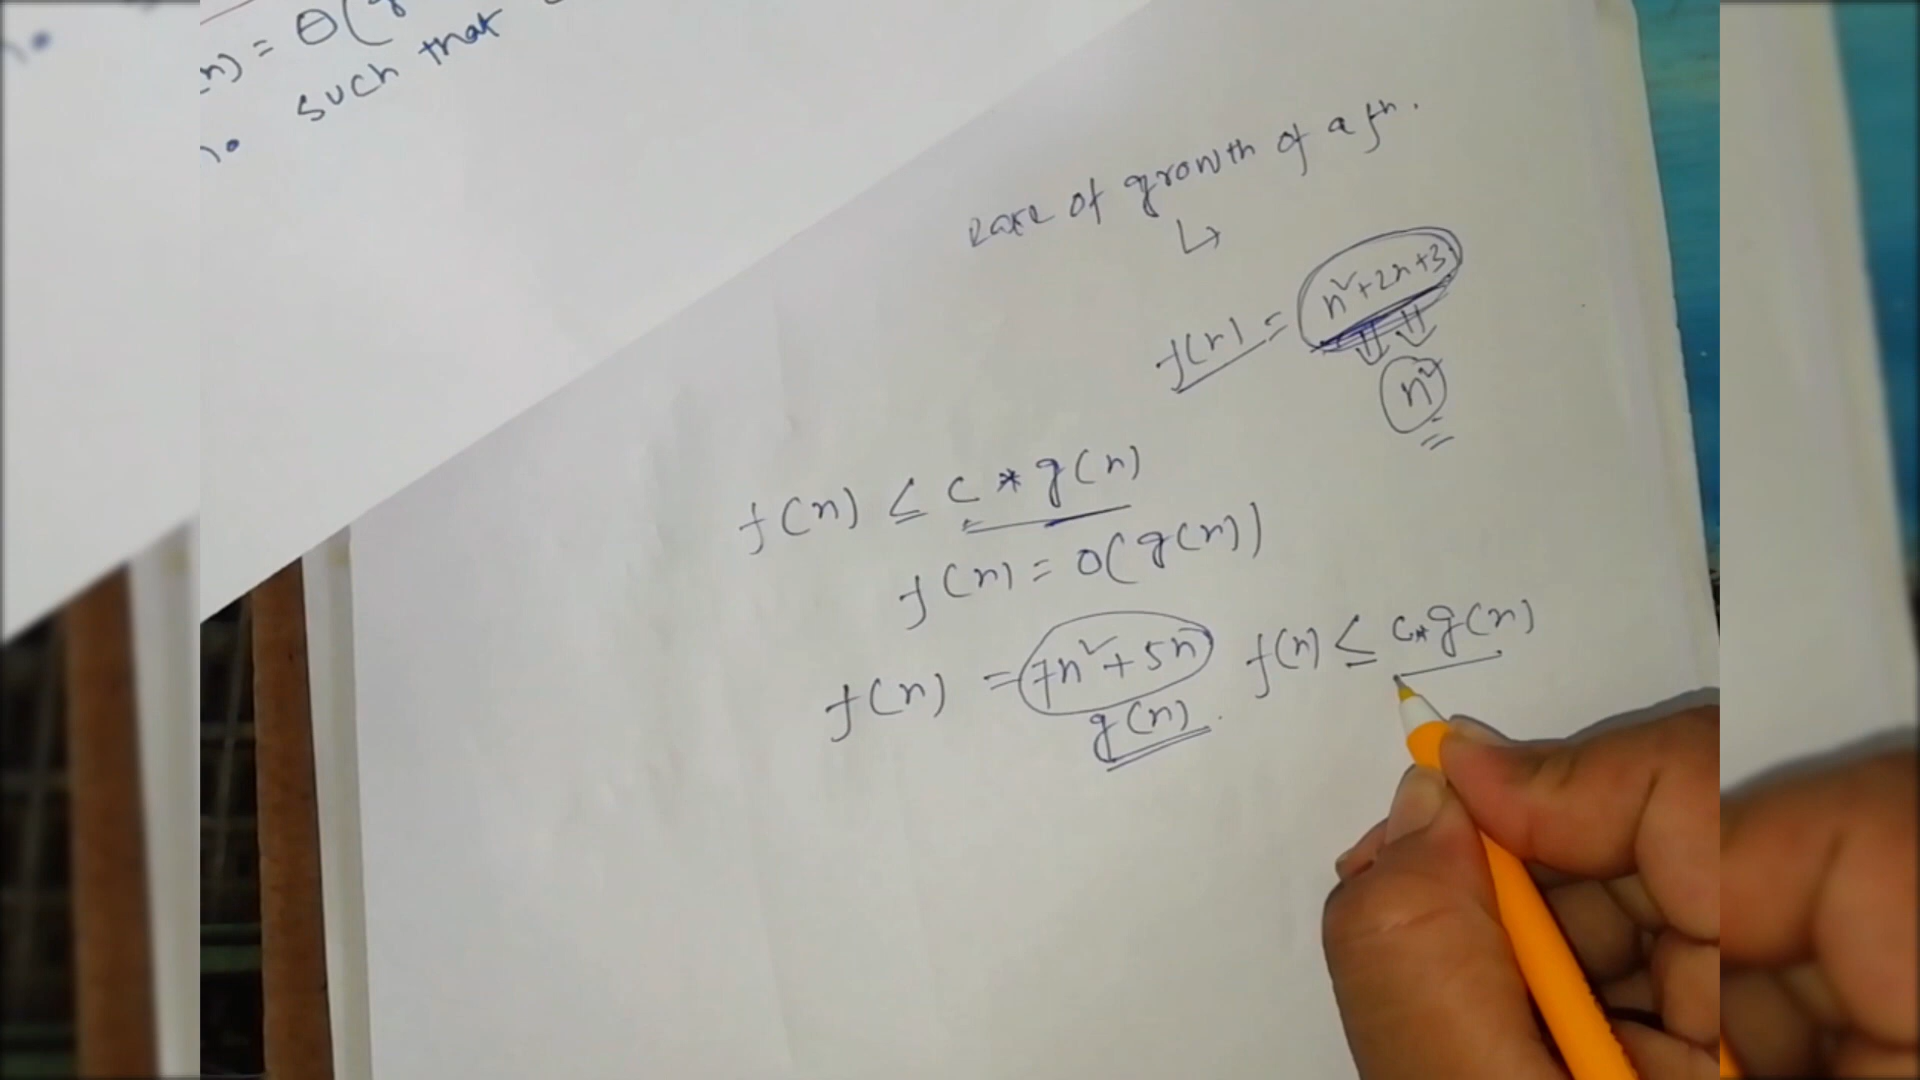 (n) = Θ(g
such that
Rate of growth of a fn.
↳
f(n) = n²+2n+3
n²
f(n) ≤ c * g(n)
f(n) = O(g(n))
f(n) = 7n²+5n f(n) ≤ c*g(n)
g(n).